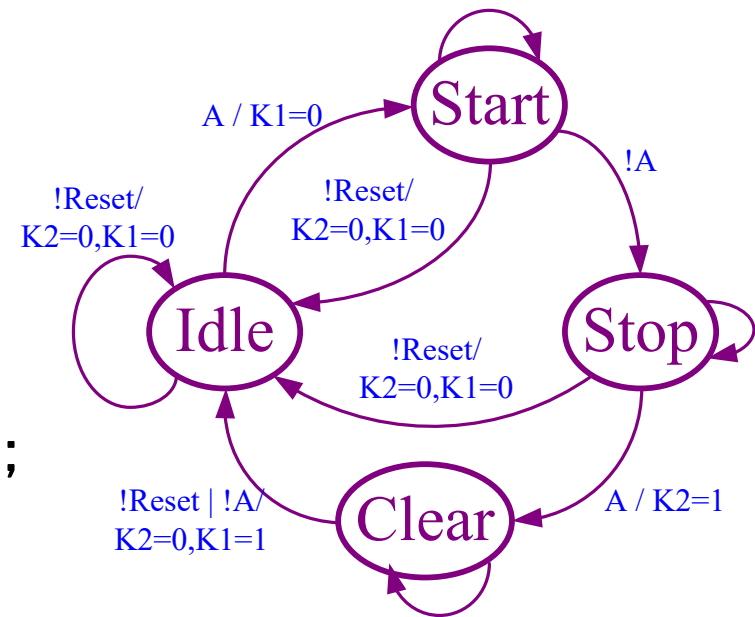 Start
A / K1=0
!A
!Reset/
K2=0,K1=0
!Reset/
K2=0,K1=0
Idle
Stop
!Reset/
K2=0,K1=0
;
!Reset | !A/
K2=0,K1=1
Clear
A / K2=1